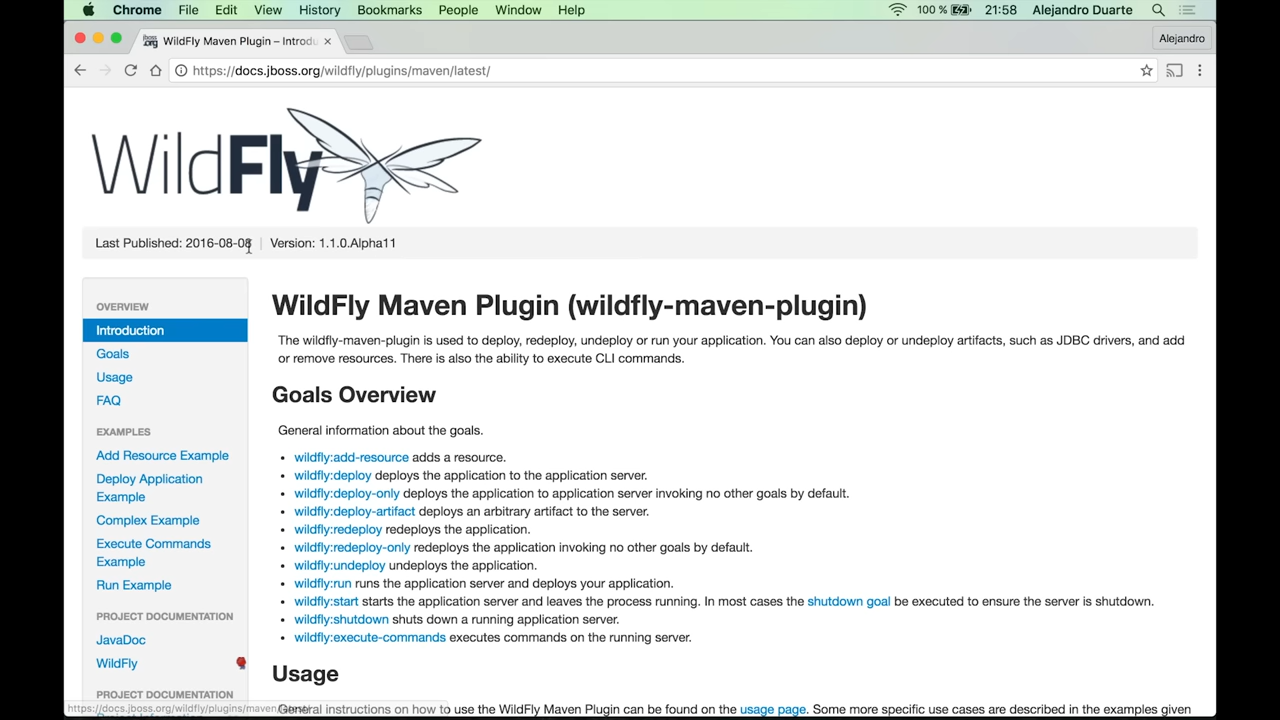 Chrome File Edit View History Bookmarks People Window Help 100 % 21:58 Alejandro Duarte
jboss.org WildFly Maven Plugin – Introdu × Alejandro
https://docs.jboss.org/wildfly/plugins/maven/latest/
WildFly
Last Published: 2016-08-08 | Version: 1.1.0.Alpha11
OVERVIEW
Introduction
Goals
Usage
FAQ
EXAMPLES
Add Resource Example
Deploy Application
Example
Complex Example
Execute Commands
Example
Run Example
PROJECT DOCUMENTATION
JavaDoc
WildFly
PROJECT DOCUMENTATION
WildFly Maven Plugin (wildfly-maven-plugin)
The wildfly-maven-plugin is used to deploy, redeploy, undeploy or run your application. You can also deploy or undeploy artifacts, such as JDBC drivers, and add
or remove resources. There is also the ability to execute CLI commands.
Goals Overview
General information about the goals.
• wildfly:add-resource adds a resource.
• wildfly:deploy deploys the application to the application server.
• wildfly:deploy-only deploys the application to application server invoking no other goals by default.
• wildfly:deploy-artifact deploys an arbitrary artifact to the server.
• wildfly:redeploy redeploys the application.
• wildfly:redeploy-only redeploys the application invoking no other goals by default.
• wildfly:undeploy undeploys the application.
• wildfly:run runs the application server and deploys your application.
• wildfly:start starts the application server and leaves the process running. In most cases the shutdown goal be executed to ensure the server is shutdown.
• wildfly:shutdown shuts down a running application server.
• wildfly:execute-commands executes commands on the running server.
Usage
General instructions on how to use the WildFly Maven Plugin can be found on the usage page. Some more specific use cases are described in the examples given
https://docs.jboss.org/wildfly/plugins/maven/latest/